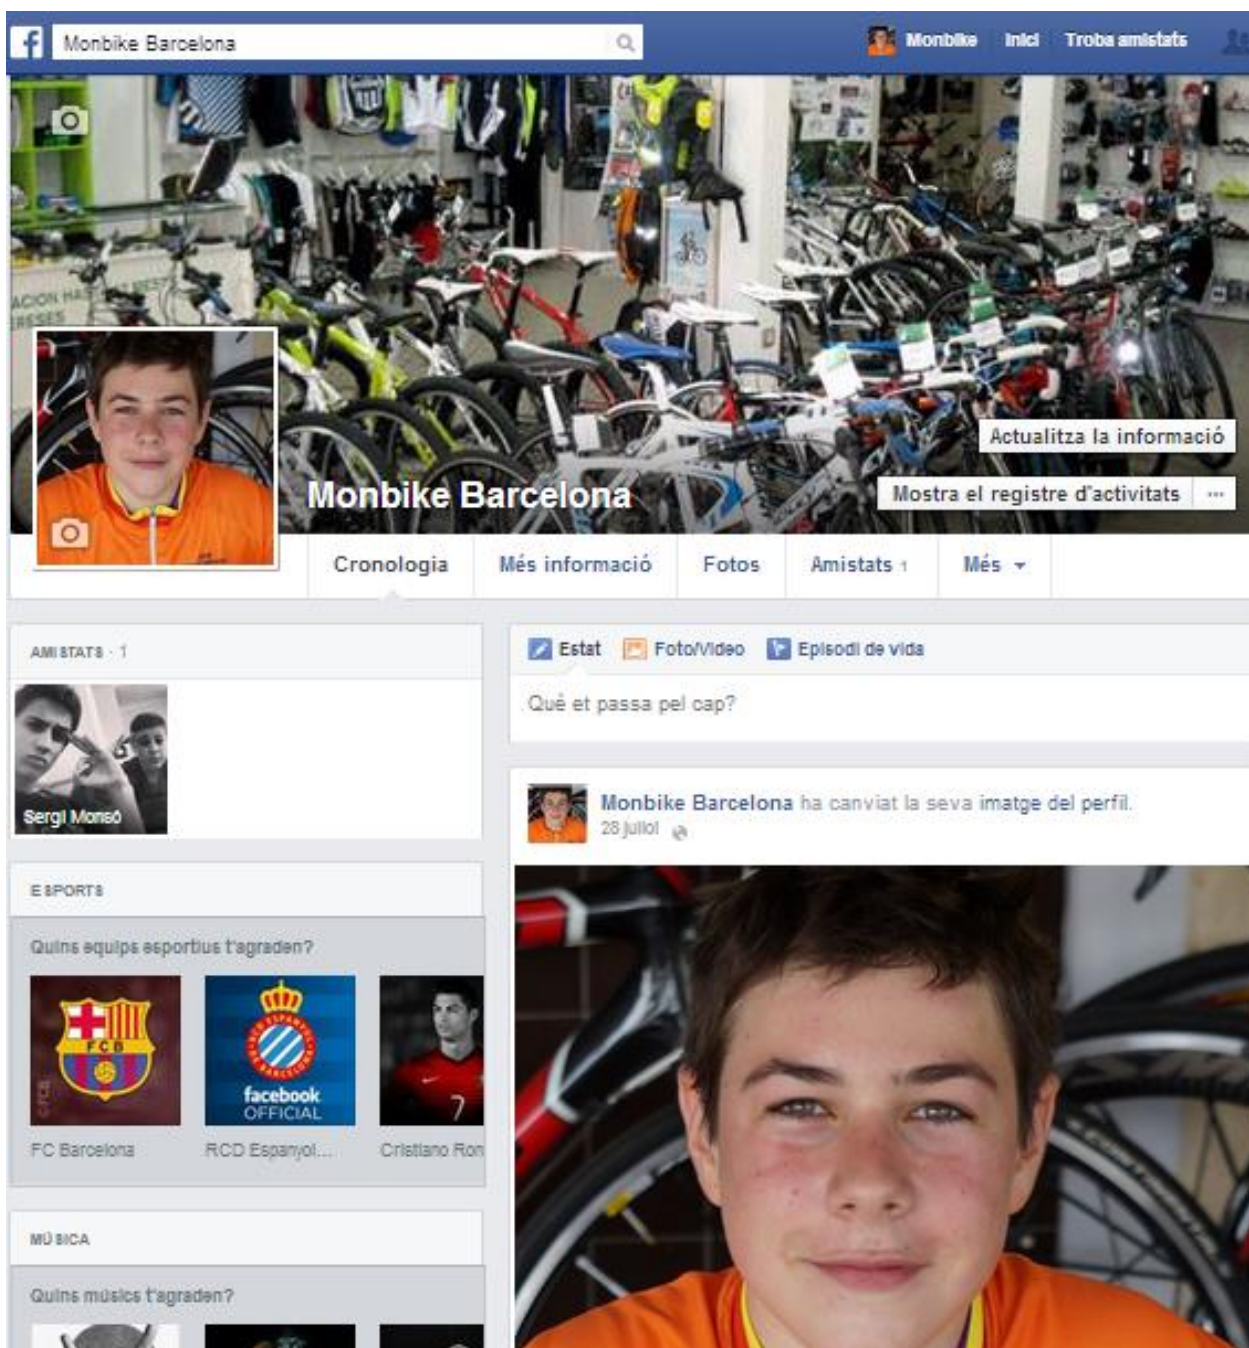 f Monbike Barcelona
Monbike Inici Troba amistats
ERESES
Actualitza la informació
Monbike Barcelona
Mostra el registre d'activitats ...
Cronologia Més informació Fotos Amistats 1 Més
AMISTATS · 1
Sergi Monsó
Estat Foto/Vídeo Episodi de vida
Què et passa pel cap?
Monbike Barcelona ha canviat la seva imatge del perfil.
28 juliol
ESPORTS
Quins equips esportius t'agraden?
FCB
facebook
OFFICIAL
7
FC Barcelona
RCD Espanyol...
Cristiano Ron
MÚSICA
Quins músics t'agraden?